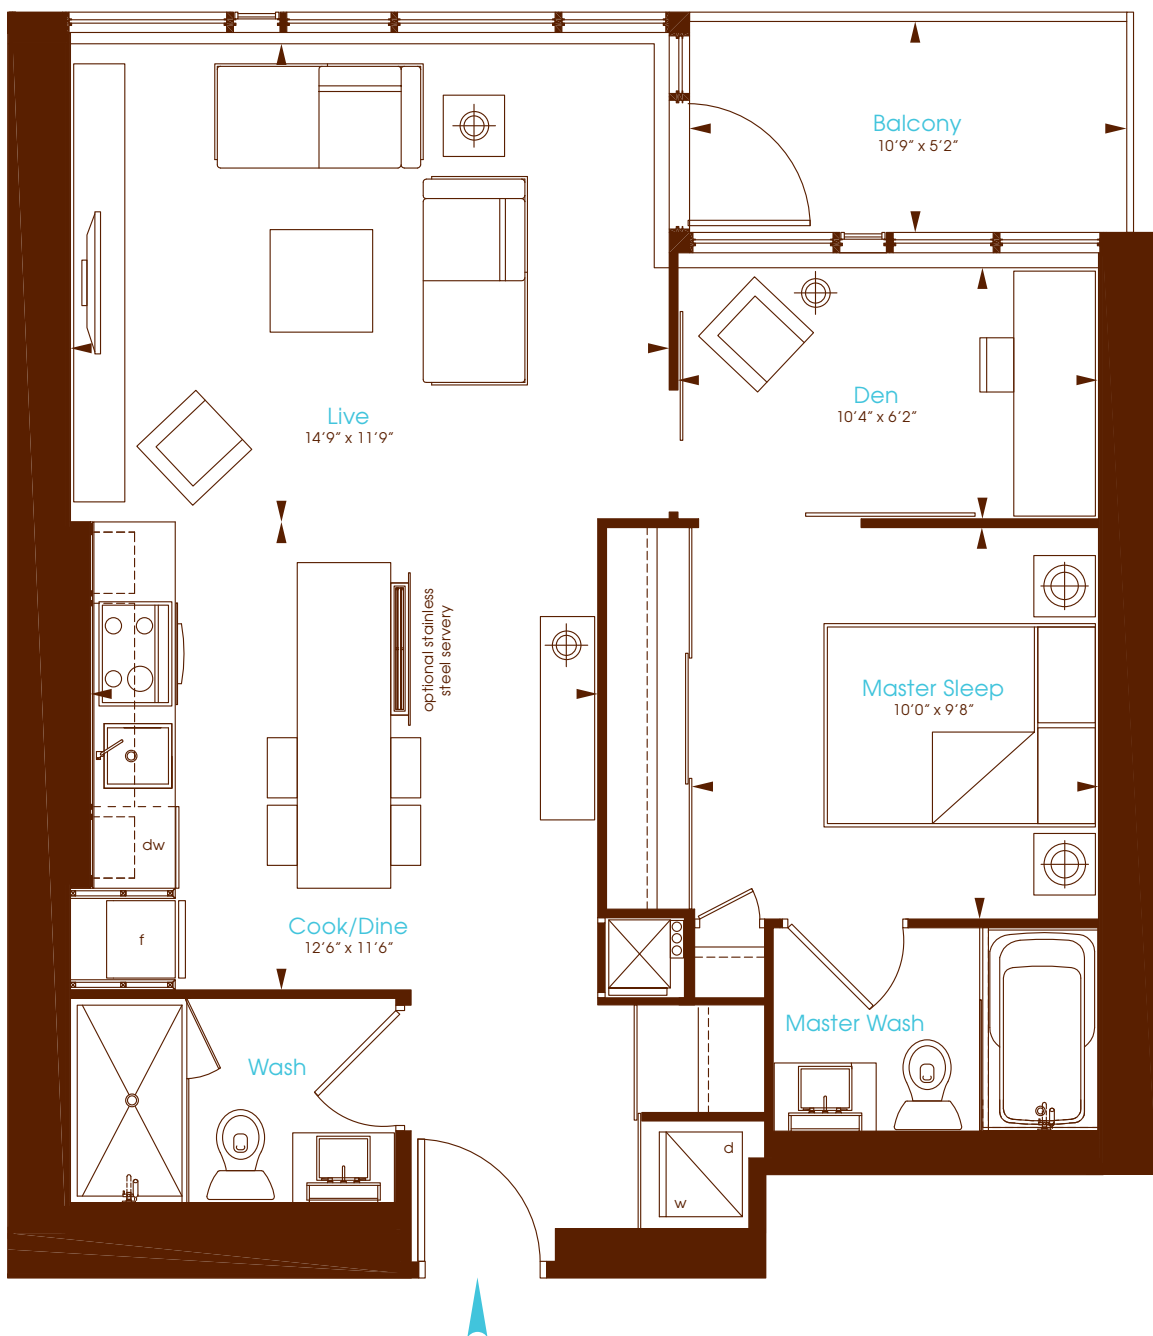 Balcony
10'9" x 5'2"
Live
14'9" x 11'9"
Den
10'4" x 6'2"
optional stainless
steel servery
Master Sleep
10'0" x 9'8"
dw
Cook/Dine
12'6" x 11'6"
f
Master Wash
Wash
d
w